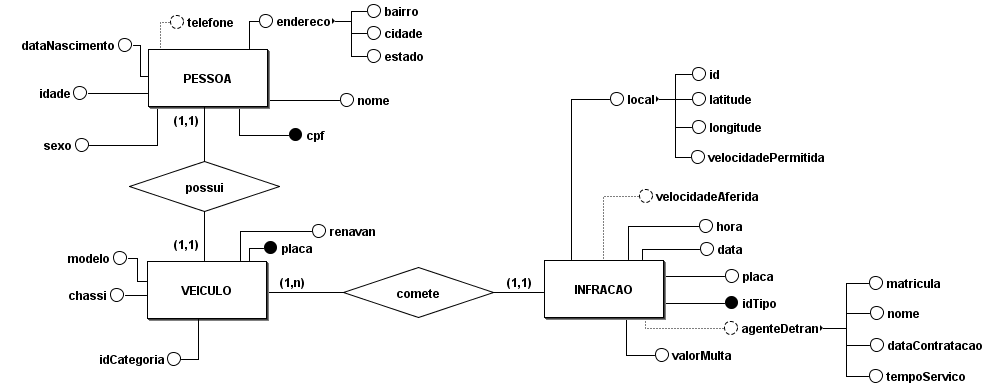 telefone
endereco
bairro
cidade
estado
dataNascimento
PESSOA
idade
nome
sexo
(1,1)
cpf
possui
(1,1)
renavan
placa
modelo
chassi
VEICULO
(1,n)
comete
(1,1)
idCategoria
local
id
latitude
longitude
velocidadePermitida
velocidadeAferida
hora
data
INFRACAO
placa
idTipo
agenteDetran
valorMulta
matricula
nome
dataContratacao
tempoServico